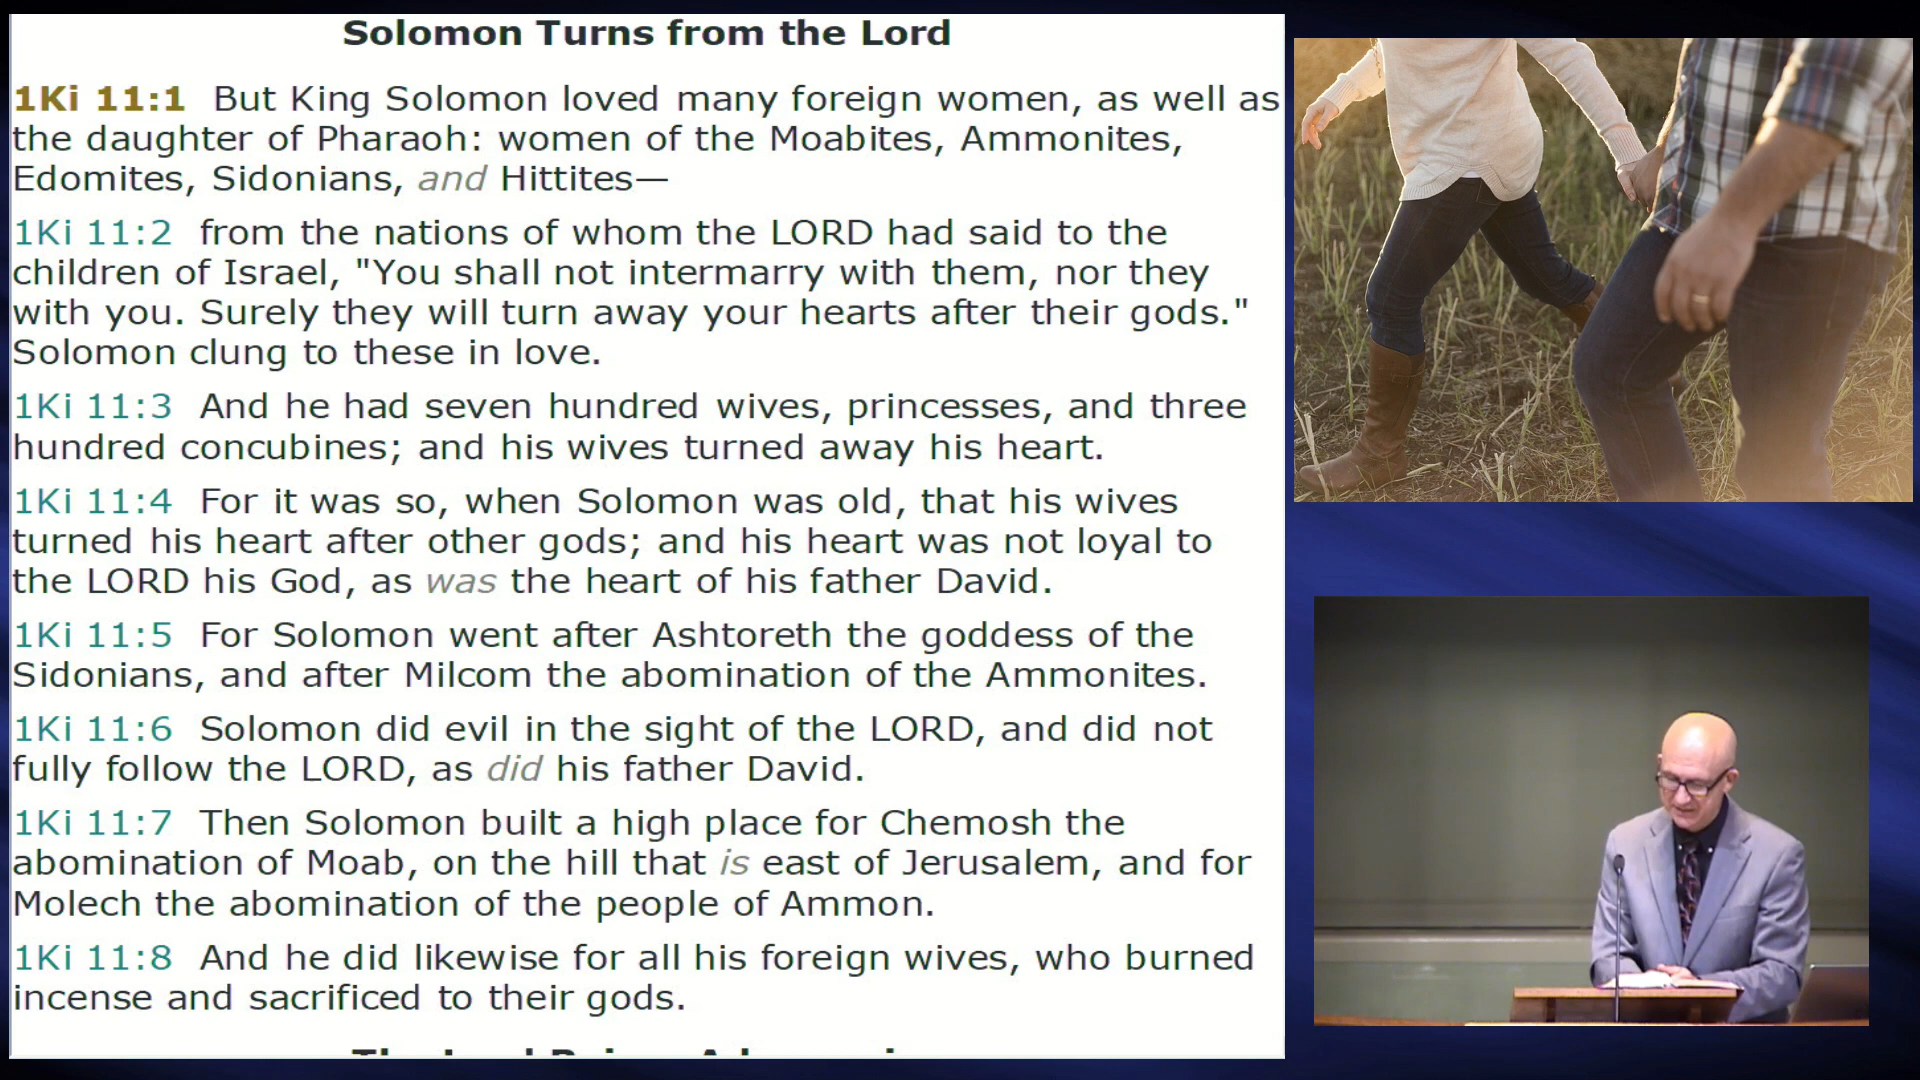 Solomon Turns from the Lord
1Ki 11:1 But King Solomon loved many foreign women, as well as
the daughter of Pharaoh: women of the Moabites, Ammonites,
Edomites, Sidonians, and Hittites—
1Ki 11:2 from the nations of whom the LORD had said to the
children of Israel, "You shall not intermarry with them, nor they
with you. Surely they will turn away your hearts after their gods."
Solomon clung to these in love.
1Ki 11:3 And he had seven hundred wives, princesses, and three
hundred concubines; and his wives turned away his heart.
1Ki 11:4 For it was so, when Solomon was old, that his wives
turned his heart after other gods; and his heart was not loyal to
the LORD his God, as was the heart of his father David.
1Ki 11:5 For Solomon went after Ashtoreth the goddess of the
Sidonians, and after Milcom the abomination of the Ammonites.
1Ki 11:6 Solomon did evil in the sight of the LORD, and did not
fully follow the LORD, as did his father David.
1Ki 11:7 Then Solomon built a high place for Chemosh the
abomination of Moab, on the hill that is east of Jerusalem, and for
Molech the abomination of the people of Ammon.
1Ki 11:8 And he did likewise for all his foreign wives, who burned
incense and sacrificed to their gods.